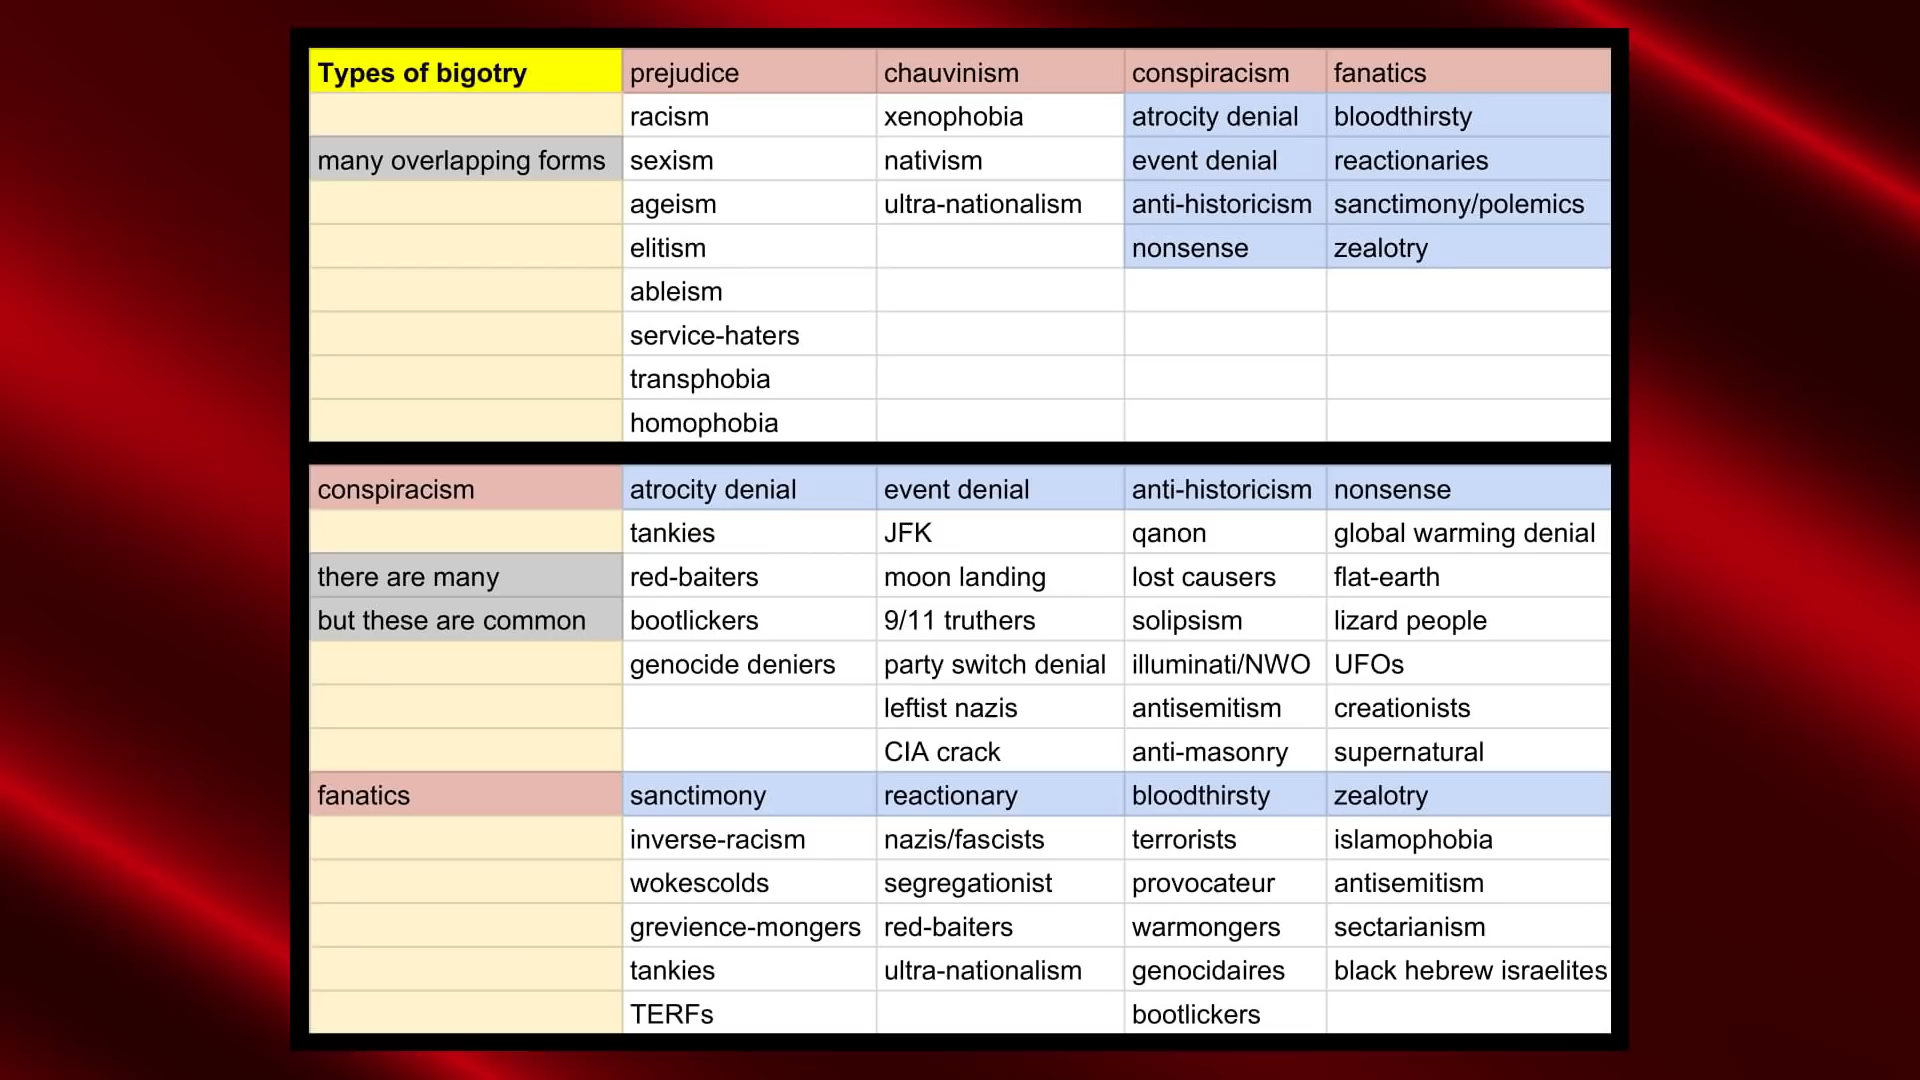 Types of bigotry prejudice chauvinism conspiracism fanatics
racism xenophobia atrocity denial bloodthirsty
many overlapping forms sexism nativism event denial reactionaries
ageism ultra-nationalism anti-historicism sanctimony/polemics
elitism nonsense zealotry
ableism
service-haters
transphobia
homophobia
conspiracism atrocity denial event denial anti-historicism nonsense
tankies JFK qanon global warming denial
there are many red-baiters moon landing lost causers flat-earth
but these are common bootlickers 9/11 truthers solipsism lizard people
genocide deniers party switch denial illuminati/NWO UFOs
leftist nazis antisemitism creationists
CIA crack anti-masonry supernatural
fanatics sanctimony reactionary bloodthirsty zealotry
inverse-racism nazis/fascists terrorists islamophobia
wokescolds segregationist provocateur antisemitism
grevience-mongers red-baiters warmongers sectarianism
tankies ultra-nationalism genocidaires black hebrew israelites
TERFs bootlickers